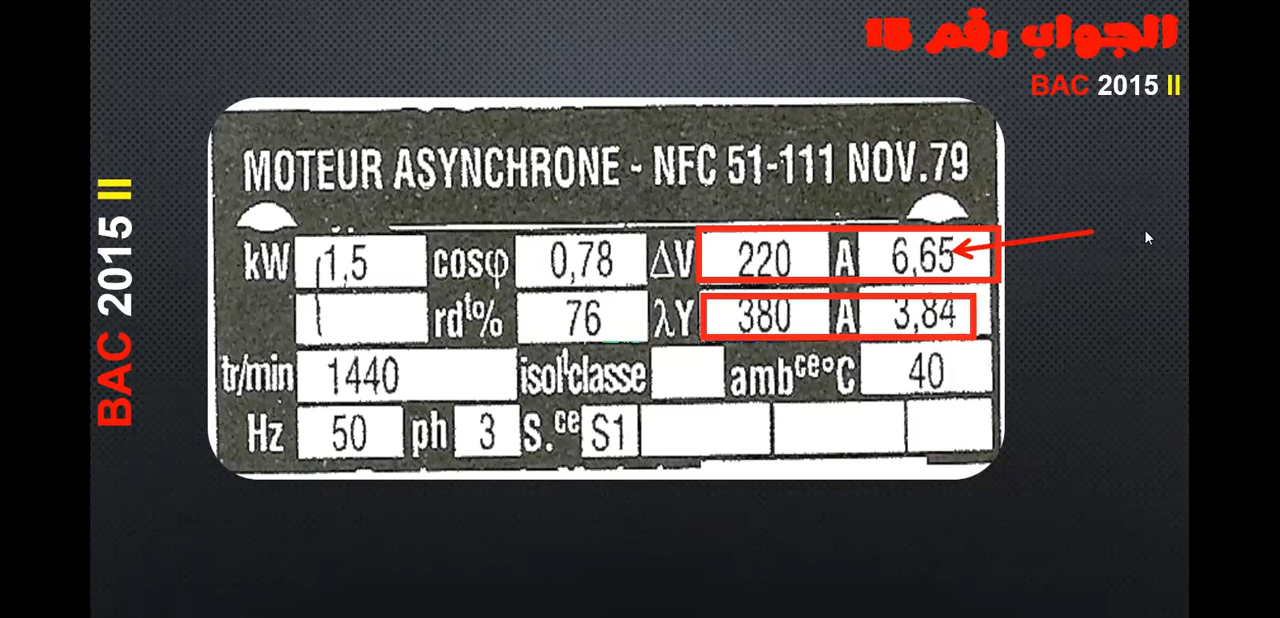 الجواب رقم 15
BAC 2015 II
BAC 2015 II
MOTEUR ASYNCHRONE - NFC 51-111 NOV.79
kW 1,5 cosφ 0,78 ΔV 220 A 6,65
rdᵗᵒ% 76 λY 380 A 3,84
tr/min 1440 isolᵗclasse ambᶜᵉ°C 40
Hz 50 ph 3 S.ᶜᵉ S1